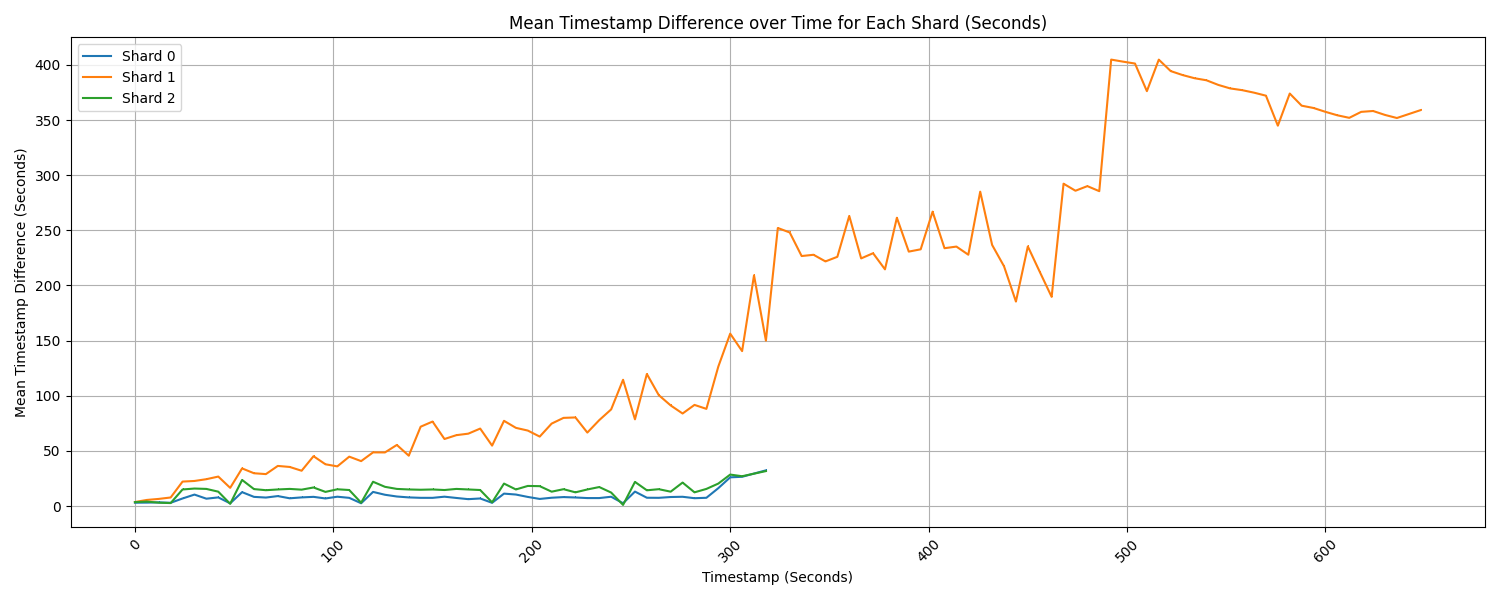 Mean Timestamp Difference over Time for Each Shard (Seconds)
Shard 0
Shard 1
Shard 2
Mean Timestamp Difference (Seconds)
400
350
300
250
200
150
100
50
0
0
100
200
300
400
500
600
Timestamp (Seconds)